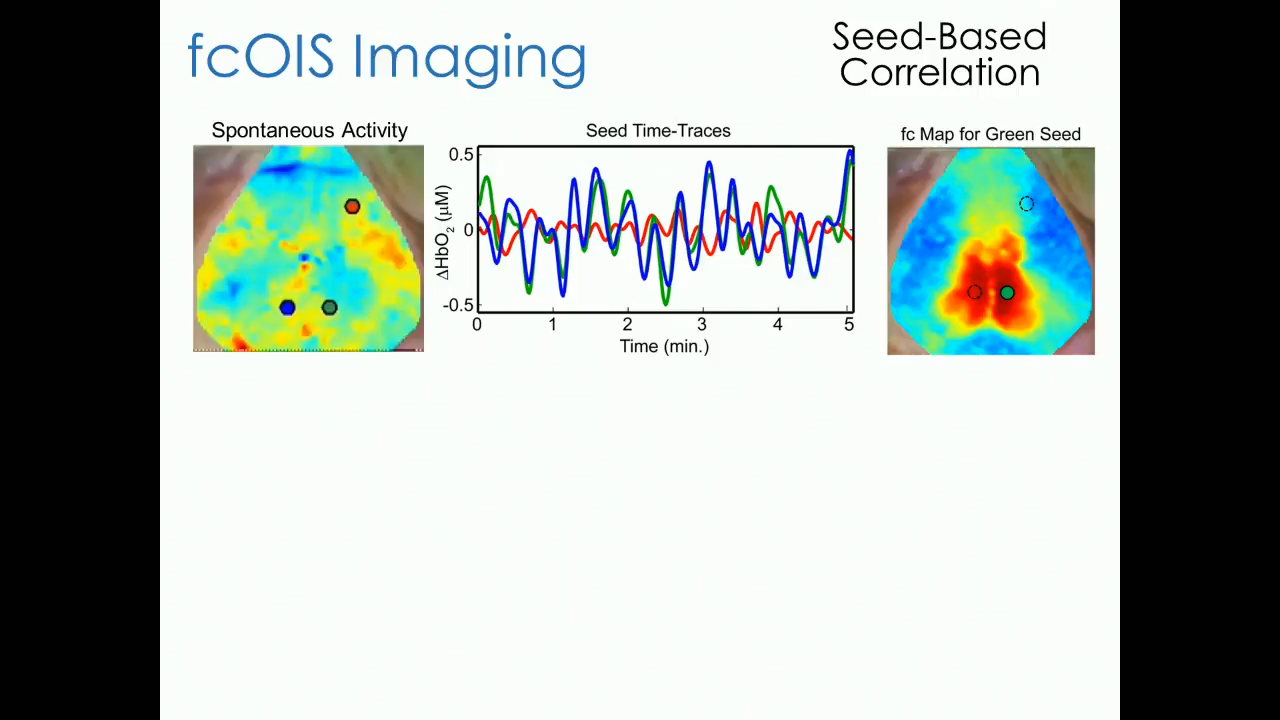 fcOIS Imaging
Seed-Based
Correlation
Spontaneous Activity
Seed Time-Traces
0.5
0
-0.5
ΔHbO₂ (μM)
0 1 2 3 4 5
Time (min.)
fc Map for Green Seed